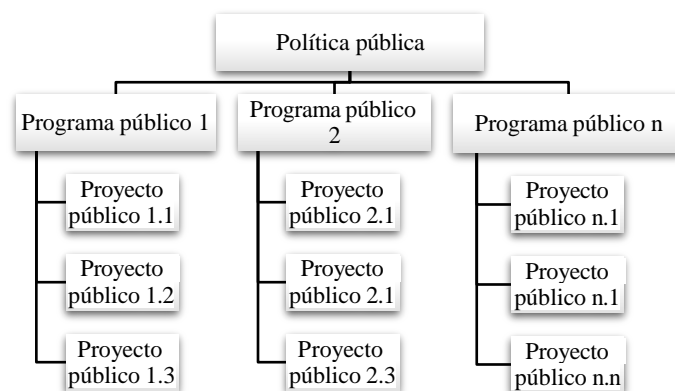 Política pública
Programa público 1
Proyecto
público 1.1
Proyecto
público 1.2
Proyecto
público 1.3
Programa público
2
Proyecto
público 2.1
Proyecto
público 2.1
Proyecto
público 2.3
Programa público n
Proyecto
público n.1
Proyecto
público n.1
Proyecto
público n.n